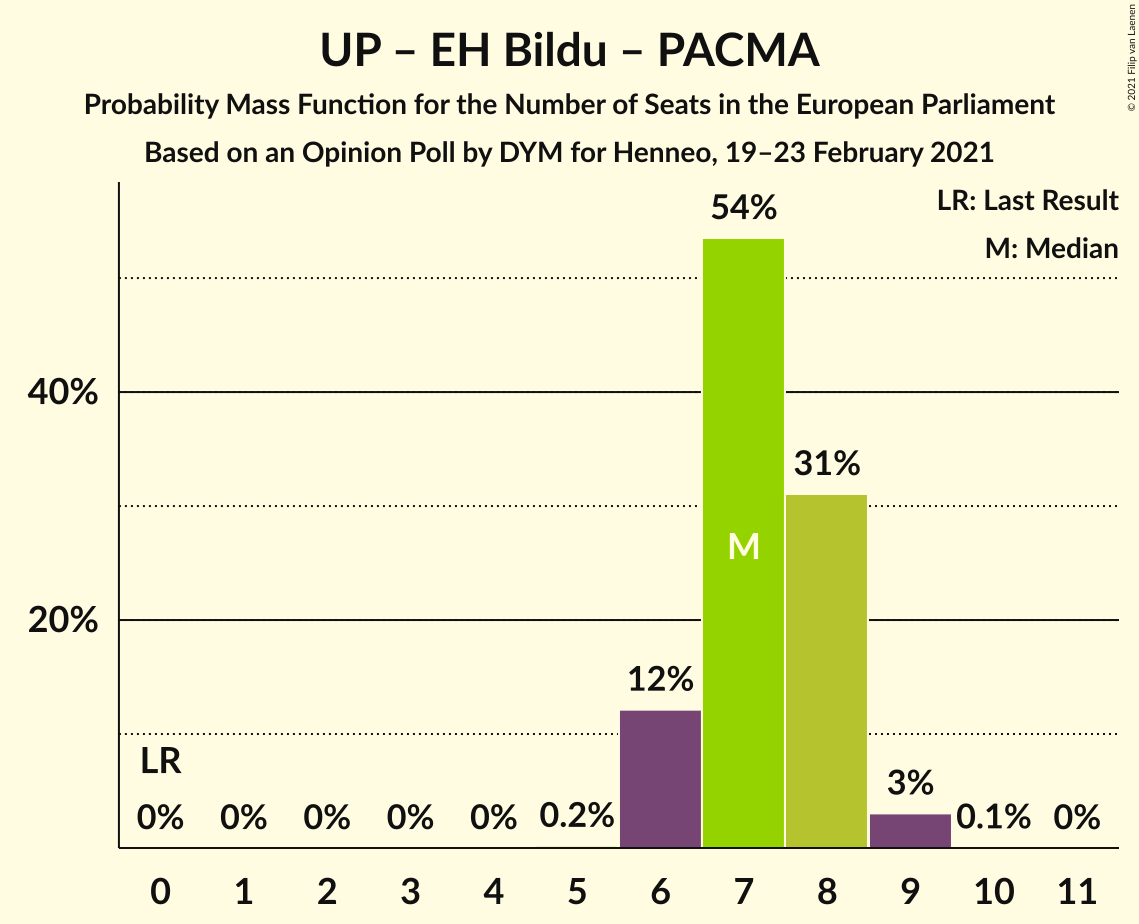 UP – EH Bildu – PACMA
Probability Mass Function for the Number of Seats in the European Parliament
Based on an Opinion Poll by DYM for Henneo, 19–23 February 2021
© 2021 Filip van Laenen
LR: Last Result
M: Median
54%
40%
31%
M
20%
12%
LR
3%
0% 0% 0% 0% 0% 0.2% 0.1% 0%
0 1 2 3 4 5 6 7 8 9 10 11